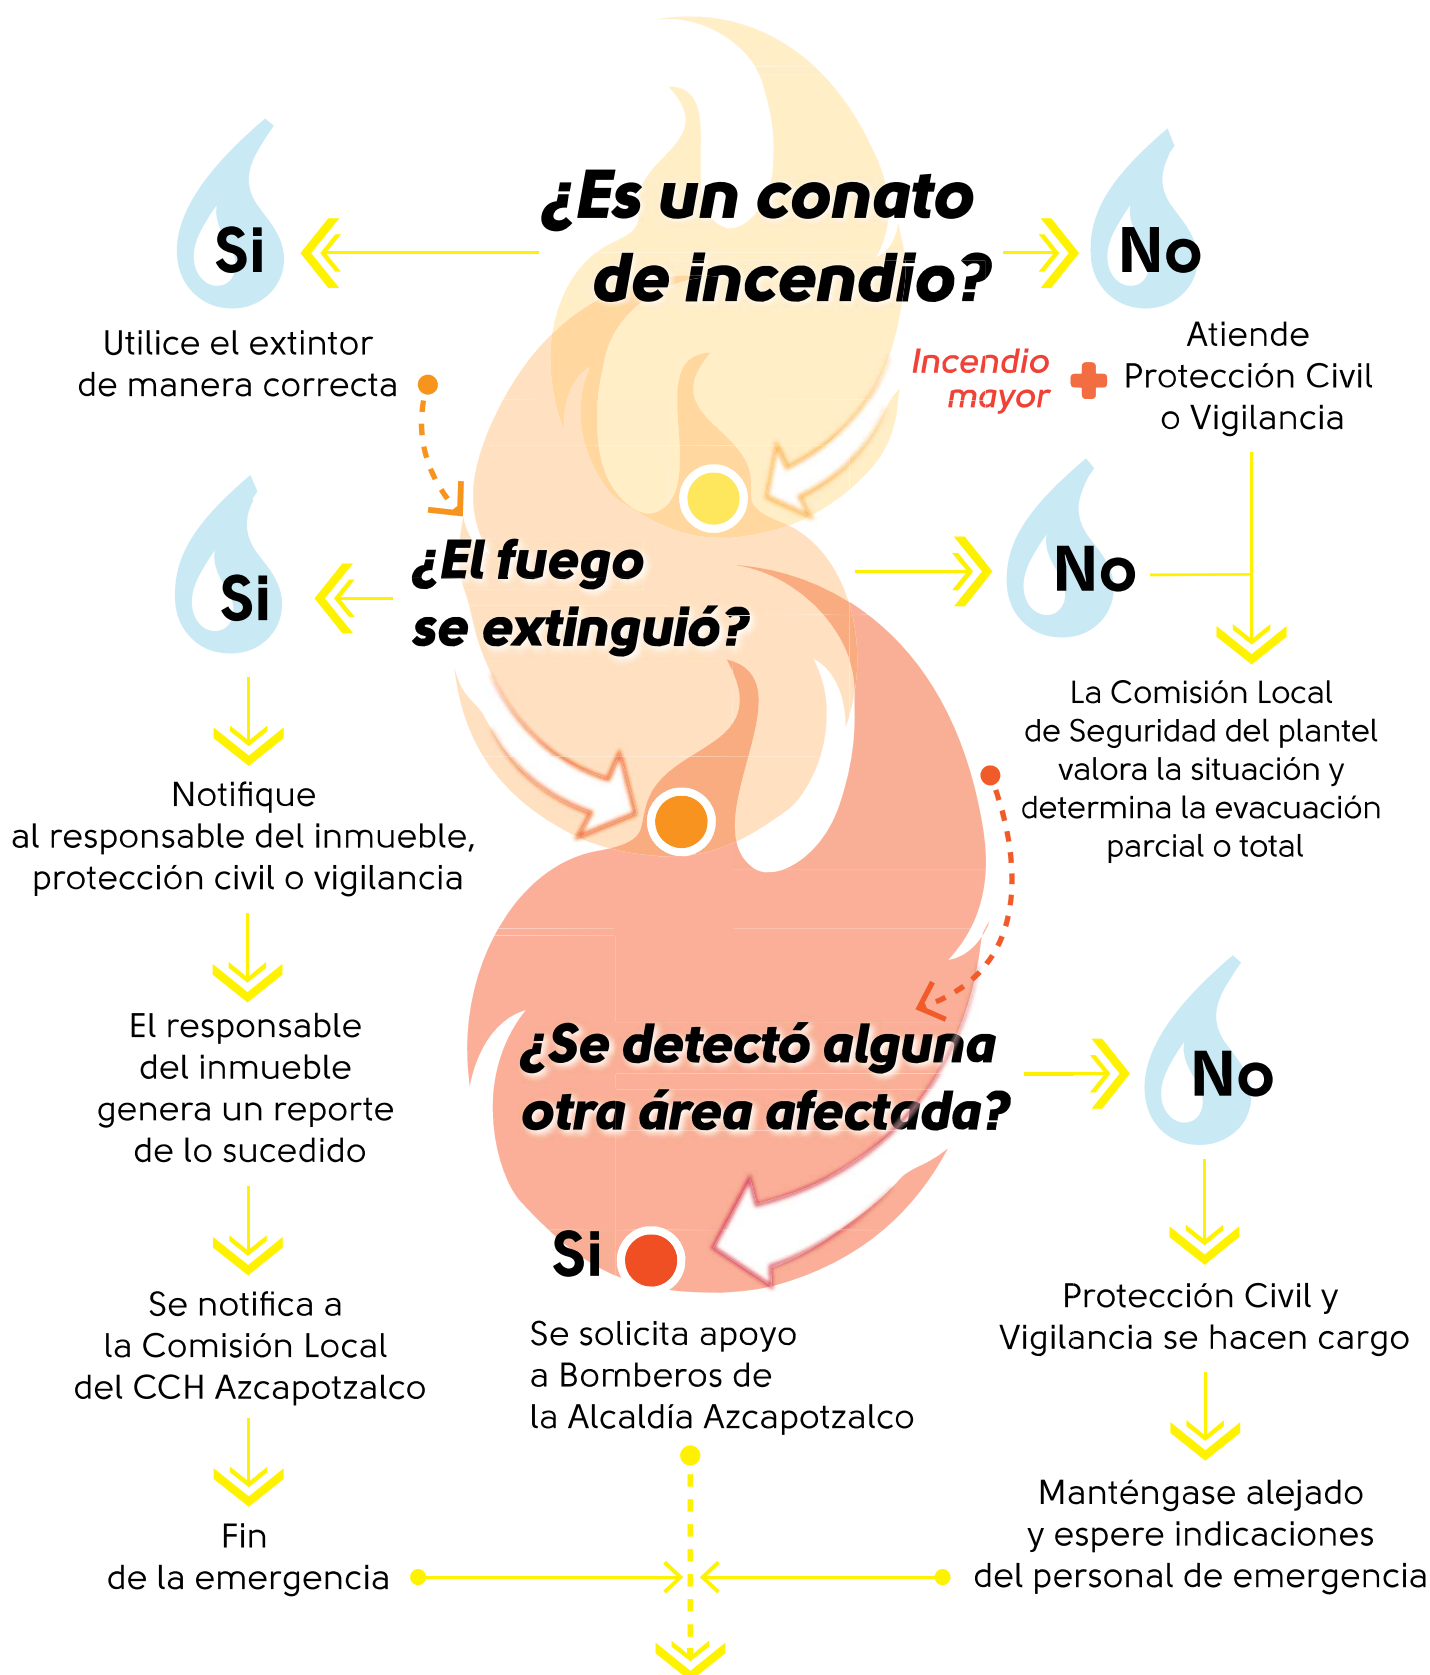 ¿Es un conato
de incendio?
Si
No
Utilice el extintor
de manera correcta
Incendio
mayor
Atiende
Protección Civil
o Vigilancia
¿El fuego
se extinguió?
Si
No
La Comisión Local
de Seguridad del plantel
valora la situación y
determina la evacuación
parcial o total
Notifique
al responsable del inmueble,
protección civil o vigilancia
El responsable
del inmueble
genera un reporte
de lo sucedido
Se notifica a
la Comisión Local
del CCH Azcapotzalco
Fin
de la emergencia
¿Se detectó alguna
otra área afectada?
Si
No
Se solicita apoyo
a Bomberos de
la Alcaldía Azcapotzalco
Protección Civil y
Vigilancia se hacen cargo
Manténgase alejado
y espere indicaciones
del personal de emergencia